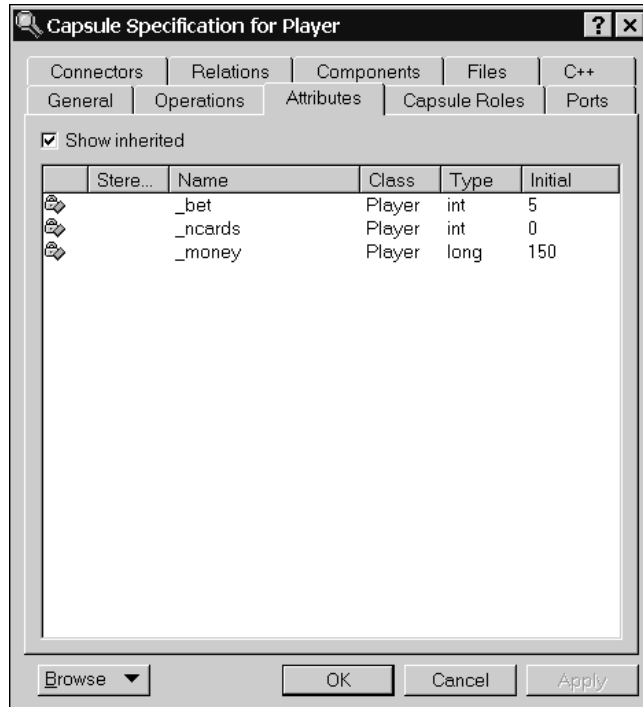 Capsule Specification for Player ? ×
Connectors Relations Components Files C++
General Operations Attributes Capsule Roles Ports
Show inherited
Stere... Name Class Type Initial
_bet Player int 5
_ncards Player int 0
_money Player long 150
Browse OK Cancel Apply